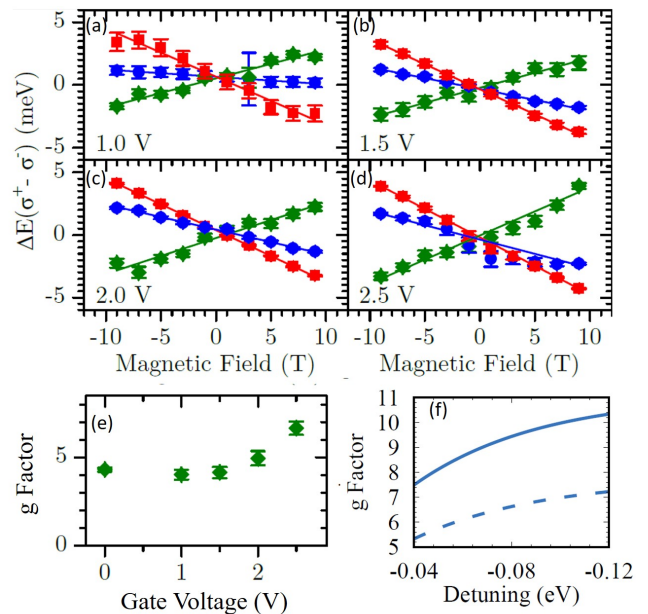 (a)
(b)
5
0
-5
1.0 V
1.5 V
(c)
(d)
5
0
-5
2.0 V
2.5 V
ΔE(σ⁺- σ⁻) (meV)
-10 -5 0 5 10
-10 -5 0 5 10
Magnetic Field (T)
Magnetic Field (T)
(e)
5
0
g Factor
0 1 2
Gate Voltage (V)
(f)
11
10
9
8
7
6
5
g Factor
-0.04 -0.08 -0.12
Detuning (eV)